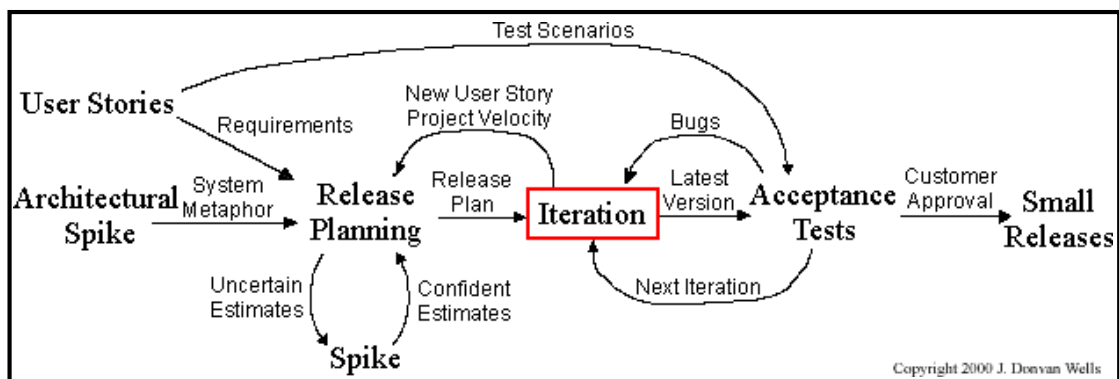 Test Scenarios
User Stories
New User Story
Project Velocity
Bugs
Requirements
Architectural
Spike
System
Metaphor
Release
Planning
Release
Plan
Iteration
Latest
Version
Acceptance
Tests
Customer
Approval
Small
Releases
Uncertain
Estimates
Confident
Estimates
Next Iteration
Spike
Copyright 2000 J. Donvan Wells